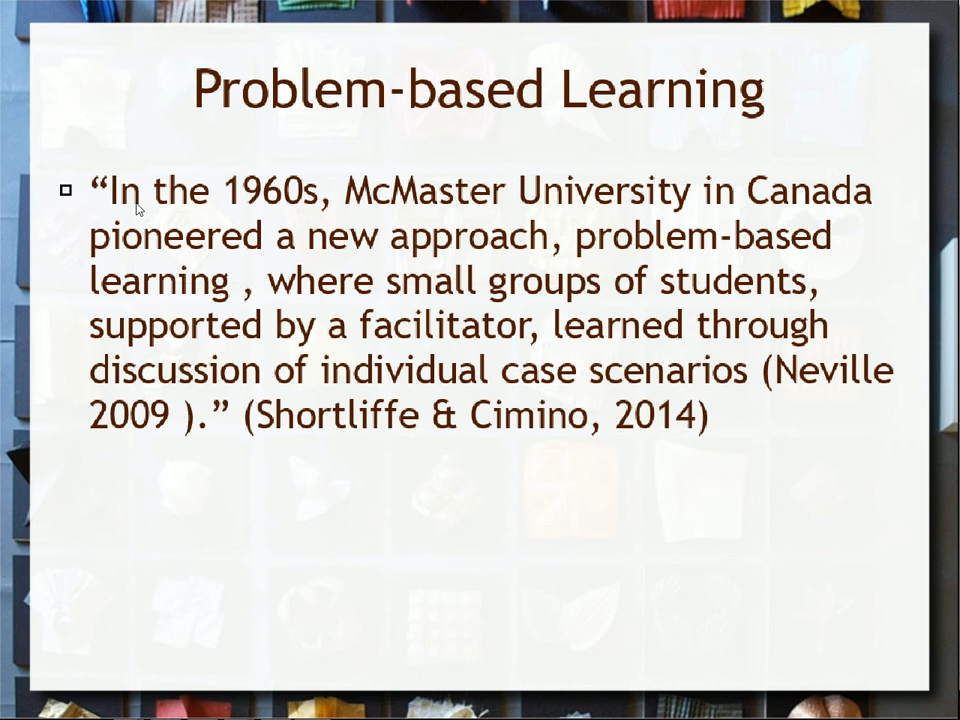 Problem-based Learning
“In the 1960s, McMaster University in Canada
pioneered a new approach, problem-based
learning , where small groups of students,
supported by a facilitator, learned through
discussion of individual case scenarios (Neville
2009 ).” (Shortliffe & Cimino, 2014)